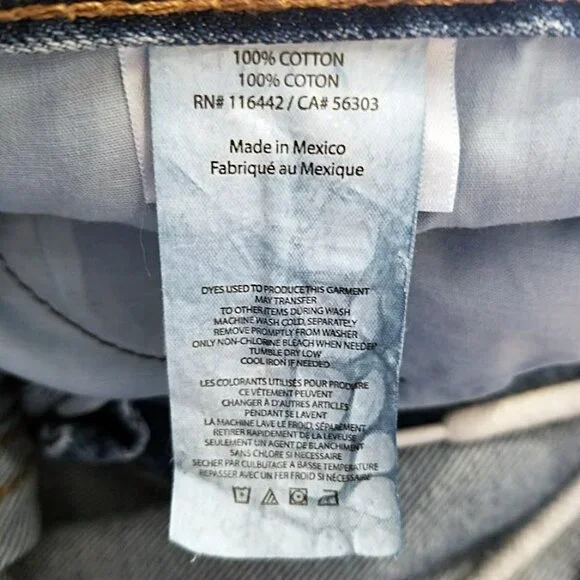 100% COTTON
100% COTON
RN# 116442 / CA# 56303
Made in Mexico
Fabriqué au Mexique
DYES USED TO PRODUCE THIS GARMENT
MAY TRANSFER
TO OTHER ITEMS DURING WASH
MACHINE WASH COLD, SEPARATELY
REMOVE PROMPTLY FROM WASHER
ONLY NON-CHLORINE BLEACH WHEN NEEDED
TUMBLE DRY LOW
COOL IRON IF NEEDED
LES COLORANTS UTILISÉS POUR PRODUIRE
CE VÊTEMENT PEUVENT
CHANGER À D'AUTRES ARTICLES
PENDANT SE LAVENT
LA MACHINE LAVE LE FROID, SÉPARÉMENT
RETIRER RAPIDEMENT DE LA LEVEUSE
SEULEMENT UN AGENT DE BLANCHIMENT
SANS CHLORE SI NÉCESSAIRE
SÉCHER PAR CULBUTAGE A BASSE TEMPÉRATURE
REPASSER AVEC UN FER FROID SI NÉCESSAIRE